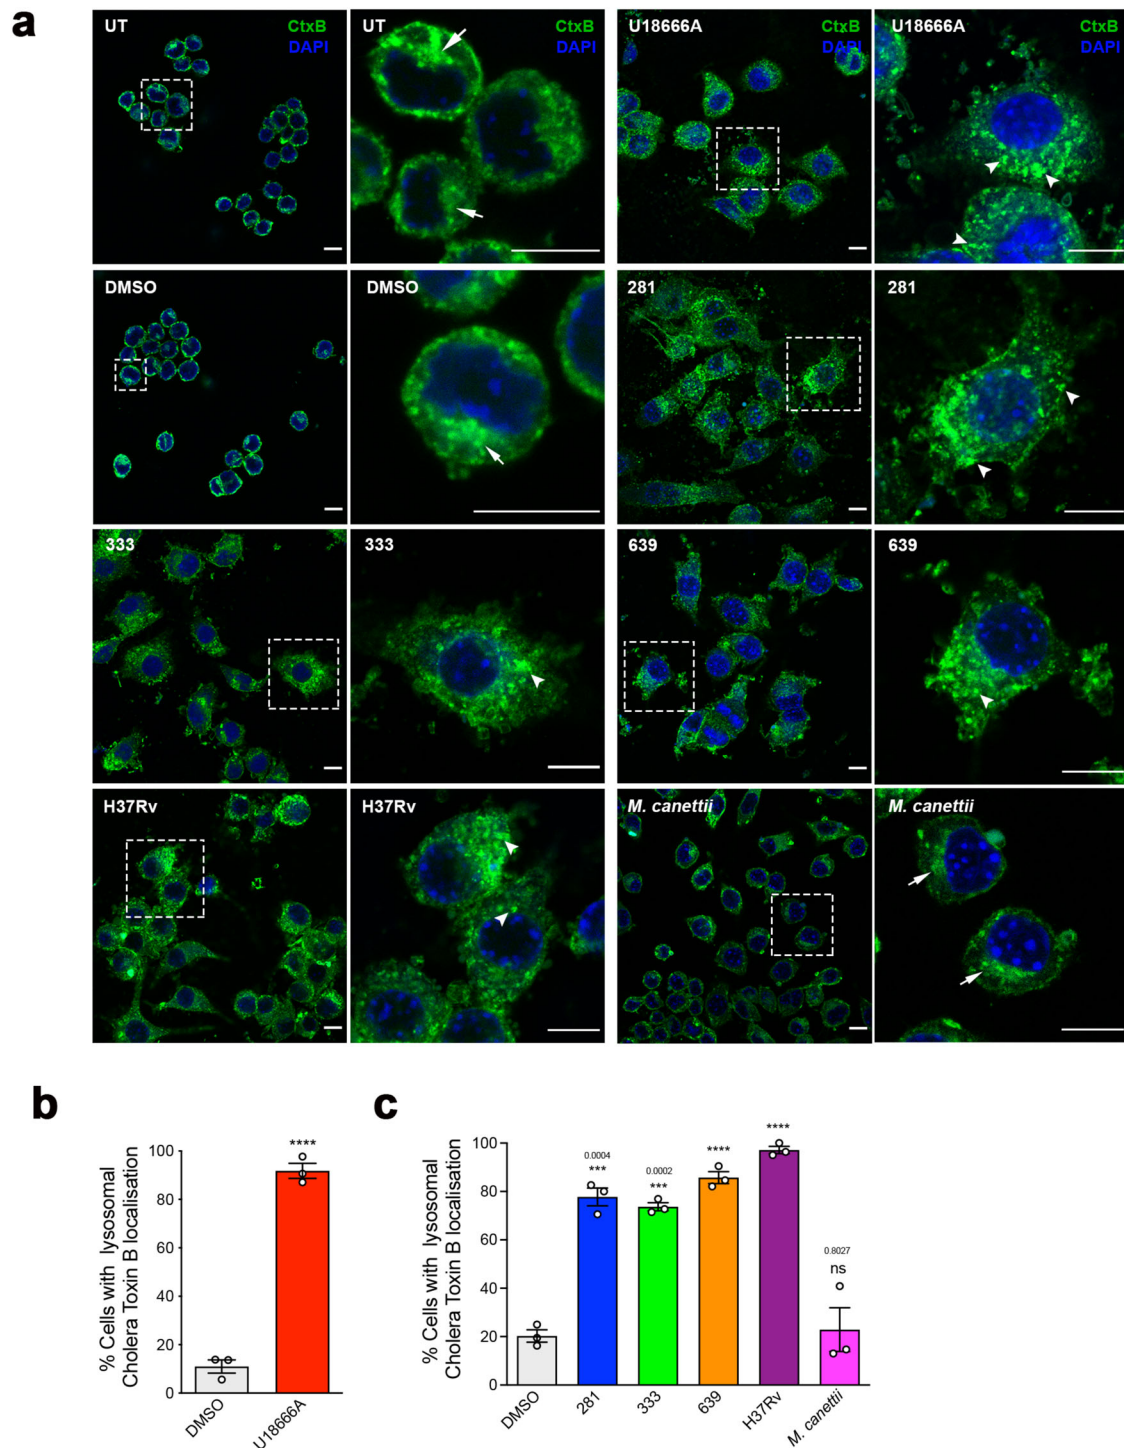 a
UT
CtxB
DAPI
UT
CtxB
DAPI
U18666A
CtxB
DAPI
U18666A
CtxB
DAPI
DMSO
DMSO
281
281
333
333
639
639
H37Rv
H37Rv
M. canettii
M. canettii
b
% Cells with lysosomal
Cholera Toxin B localisation
100
80
60
40
20
0
****
DMSO
U18666A
c
% Cells with lysosomal
Cholera Toxin B localisation
100
80
60
40
20
0
0.0004
***
0.0002
***
****
****
0.8027
ns
DMSO
281
333
639
H37Rv
M. canettii